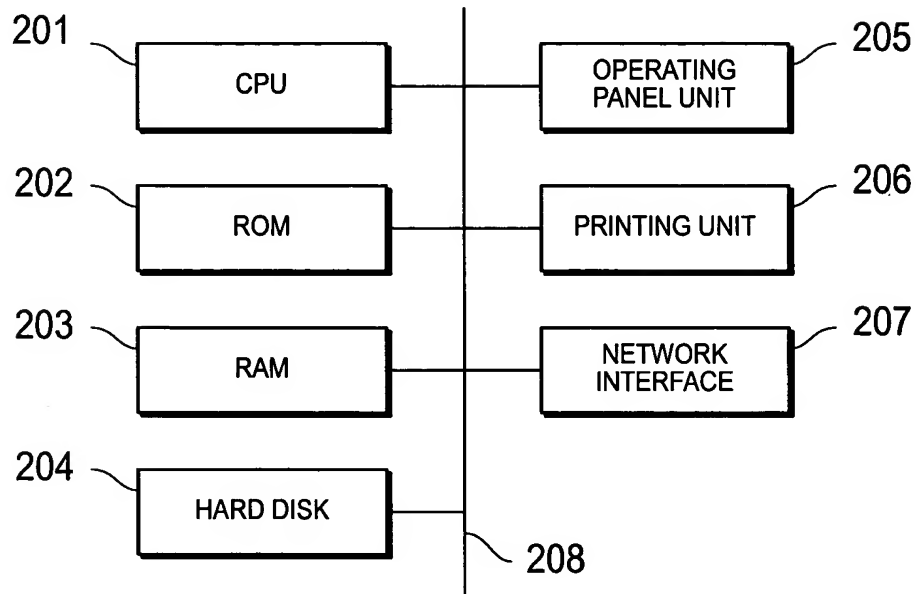 201
CPU
205
OPERATING
PANEL UNIT
202
ROM
206
PRINTING UNIT
203
RAM
207
NETWORK
INTERFACE
204
HARD DISK
208